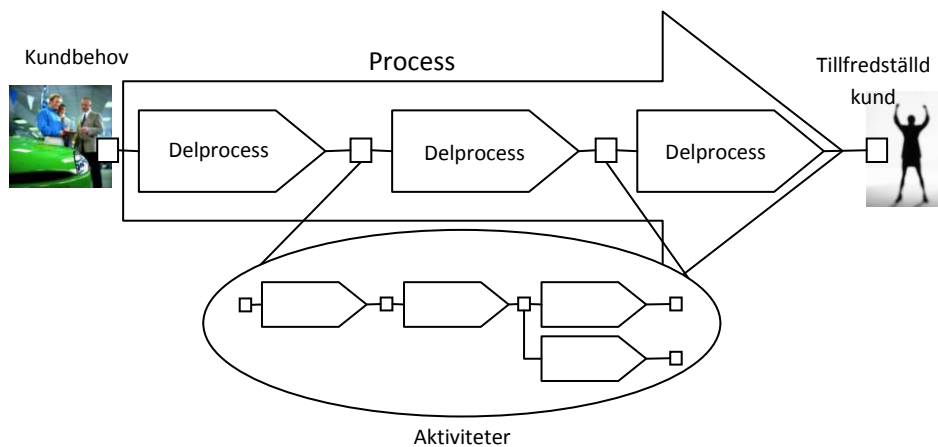 Kundbehov
Process
Tillfredställd
kund
Delprocess
Delprocess
Delprocess
Aktiviteter